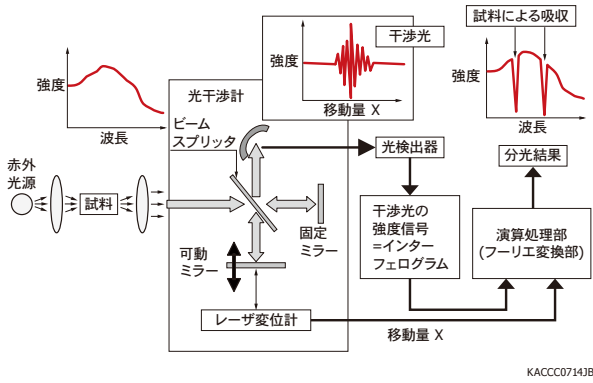 強度
波長
光干渉計
ビーム
スプリッタ
強度
干渉光
移動量 X
試料による吸収
強度
波長
分光結果
赤外
光源
試料
光検出器
固定
ミラー
可動
ミラー
干渉光の
強度信号
=インター
フェログラム
演算処理部
(フーリエ変換部)
レーザ変位計
移動量 X
KACCC0714JB